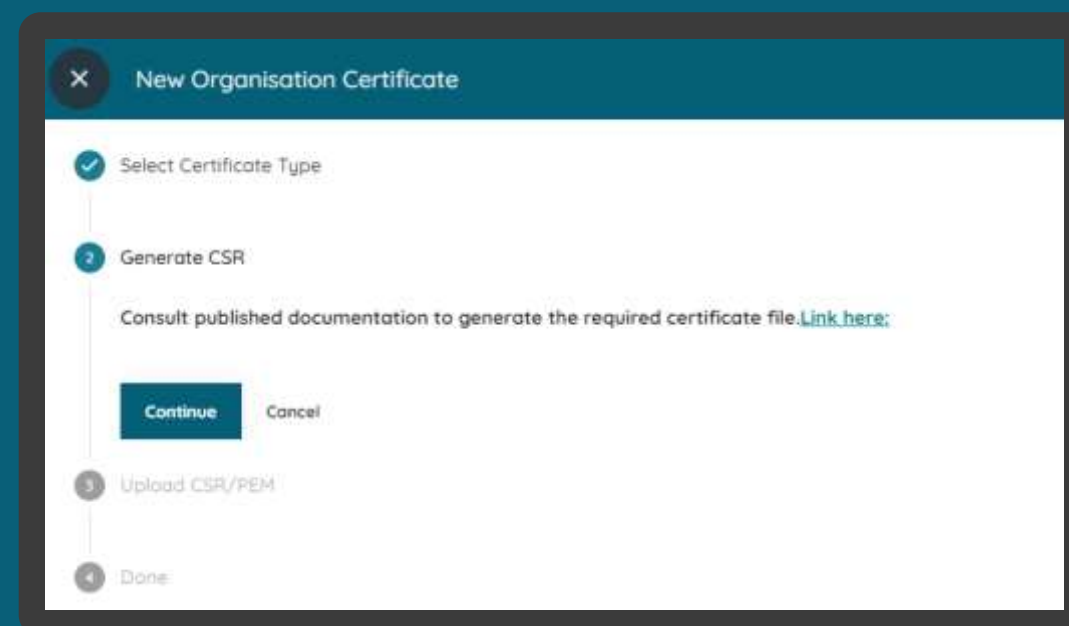 New Organisation Certificate
Select Certificate Type
2 Generate CSR
Consult published documentation to generate the required certificate file.Link here:
Continue Cancel
3 Upload CSR/PEM
4 Done